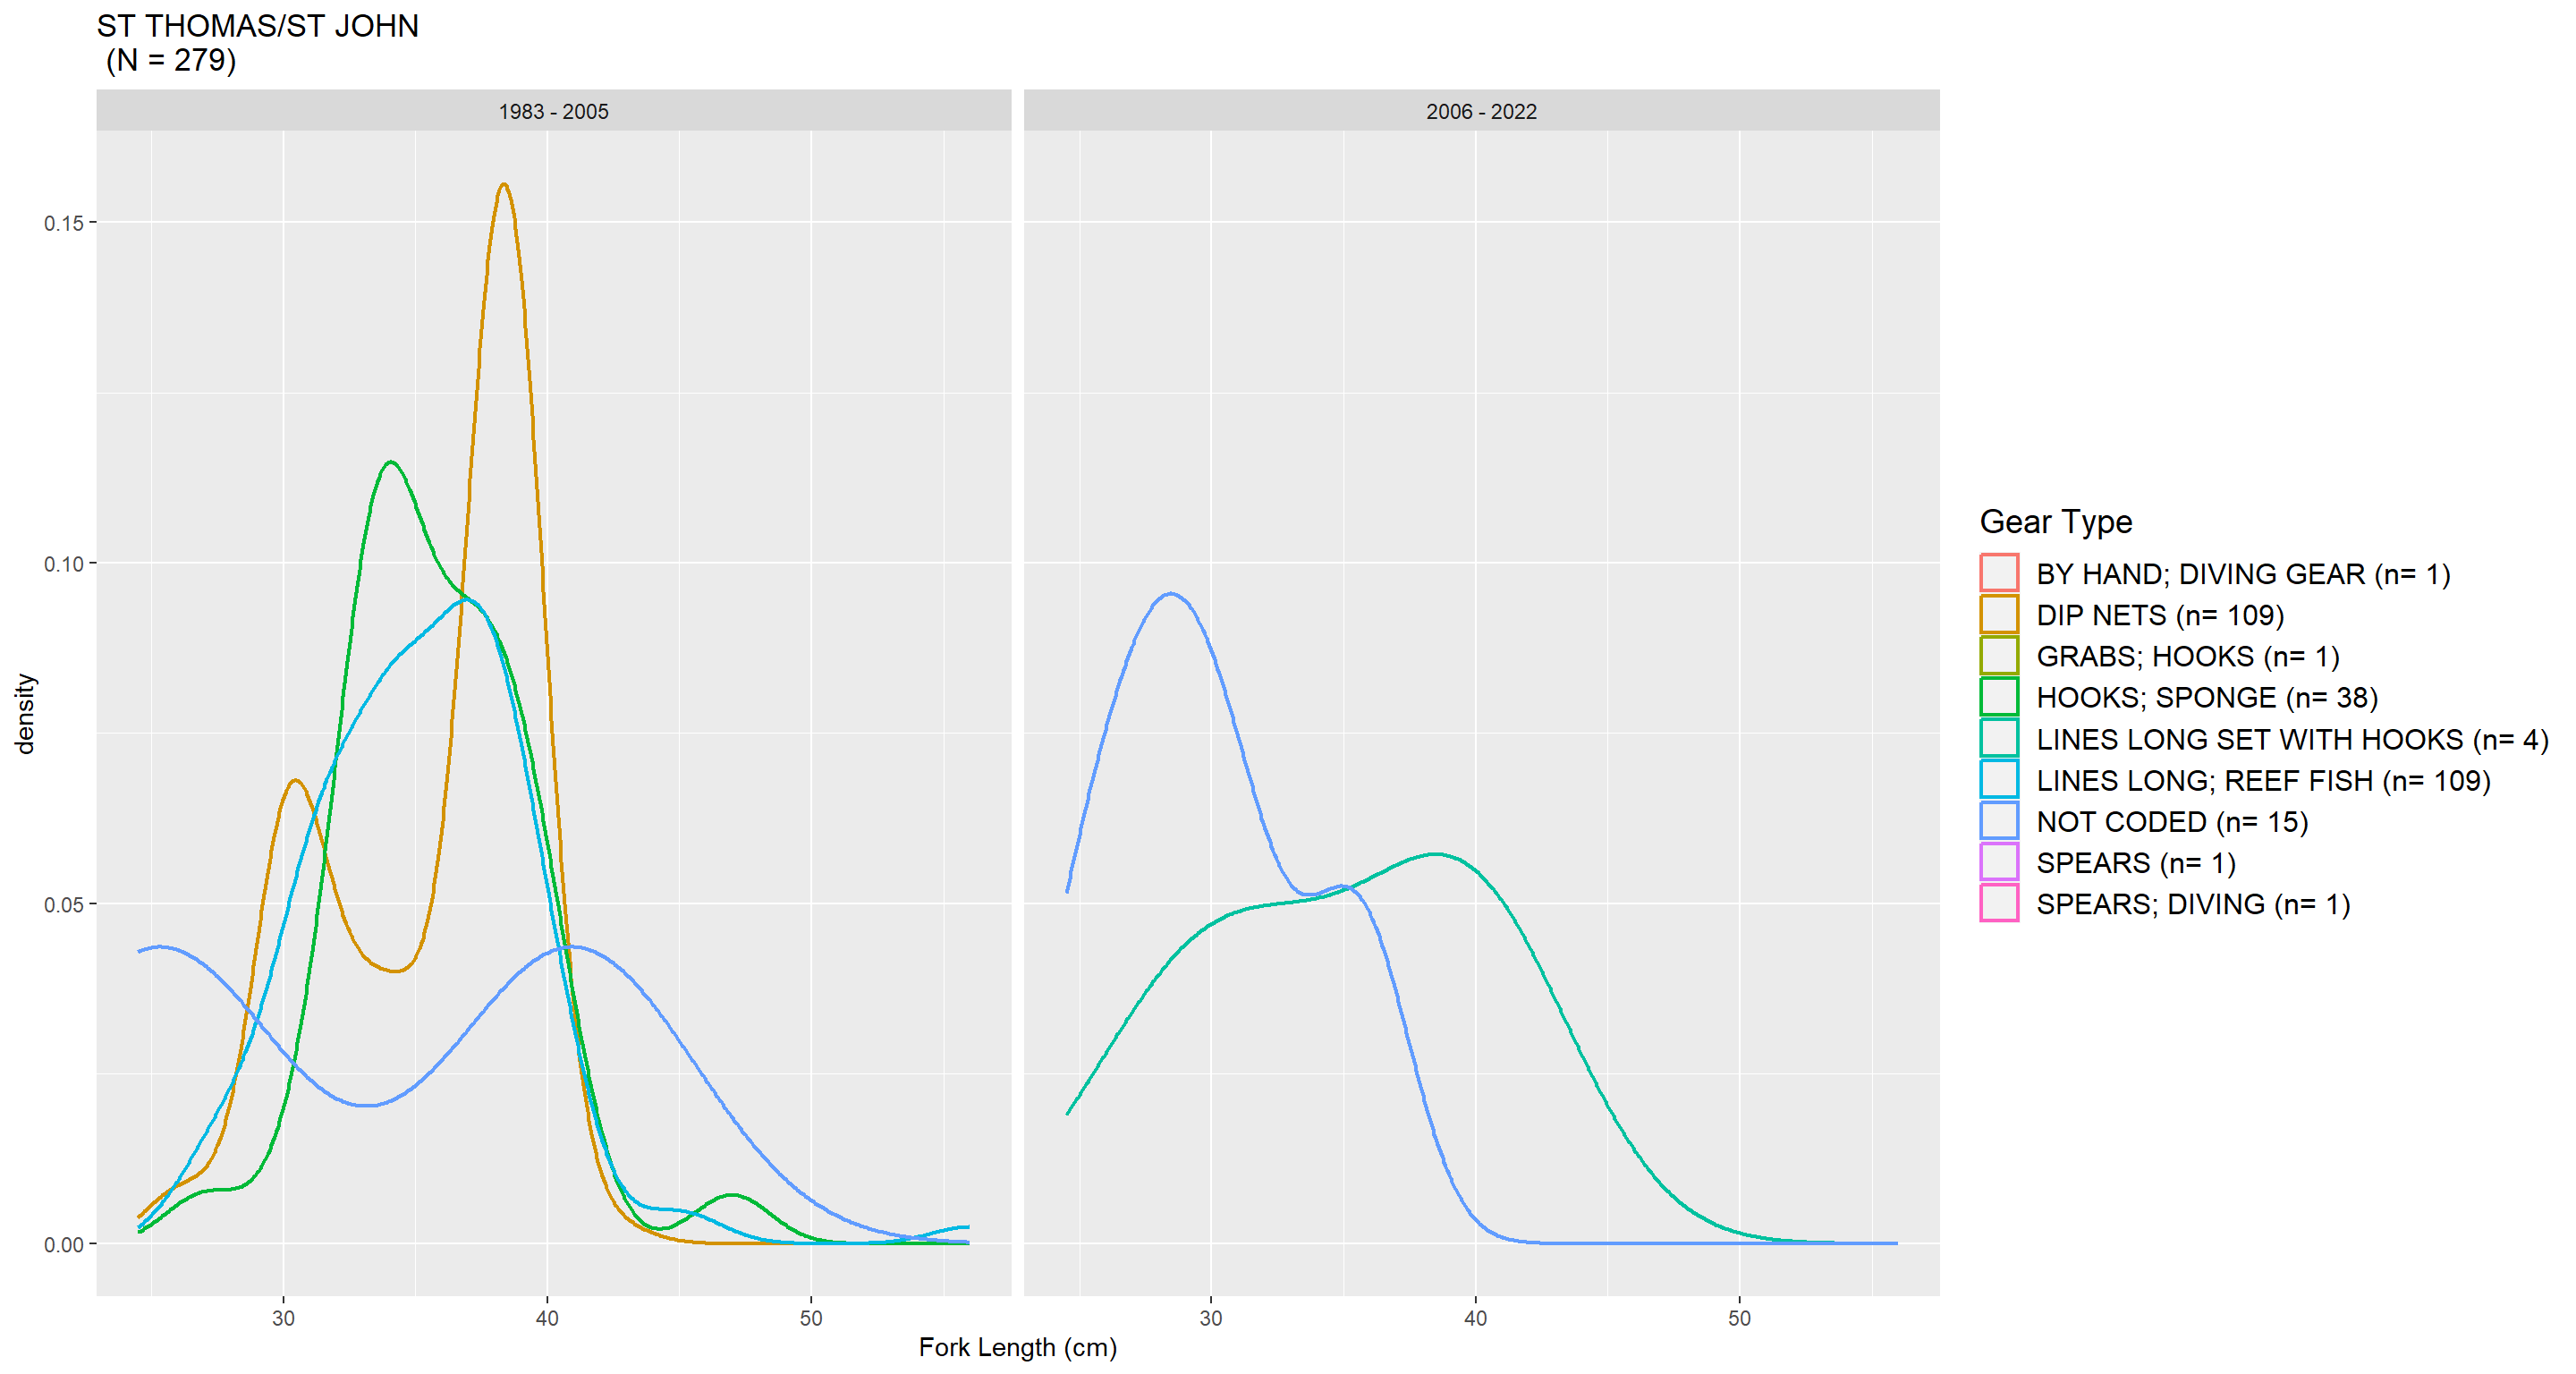 ST THOMAS/ST JOHN
(N = 279)
1983 - 2005
2006 - 2022
0.15
0.10
0.05
0.00
density
30
40
50
30
40
50
Fork Length (cm)
Gear Type
BY HAND; DIVING GEAR (n= 1)
DIP NETS (n= 109)
GRABS; HOOKS (n= 1)
HOOKS; SPONGE (n= 38)
LINES LONG SET WITH HOOKS (n= 4)
LINES LONG; REEF FISH (n= 109)
NOT CODED (n= 15)
SPEARS (n= 1)
SPEARS; DIVING (n= 1)